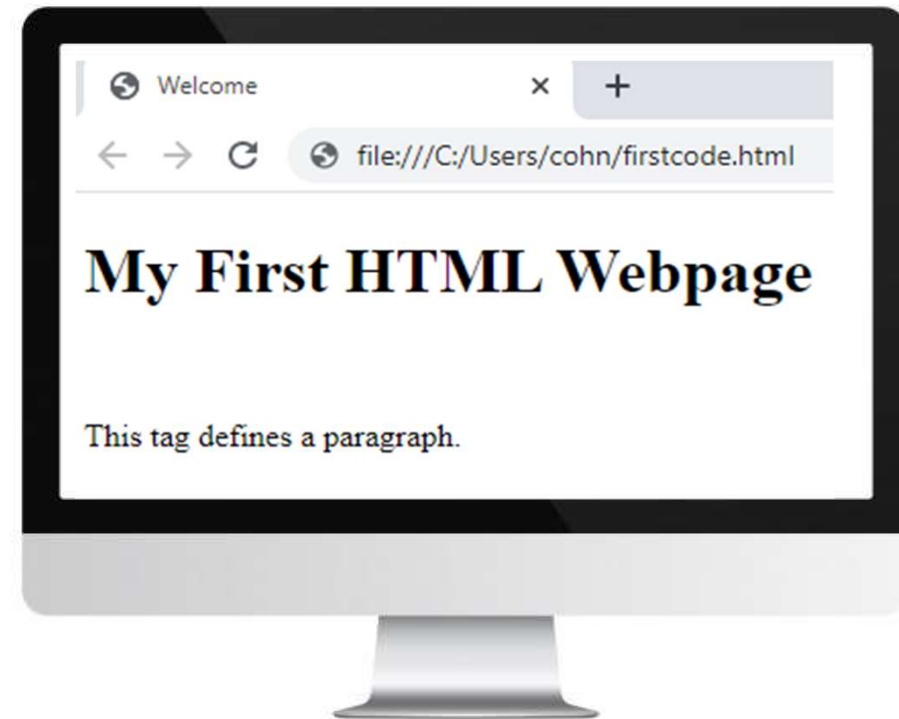 Welcome
file:///C:/Users/cohn/firstcode.html
My First HTML Webpage
This tag defines a paragraph.